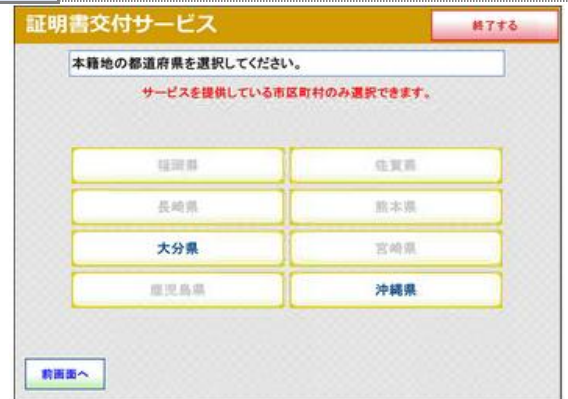 証明書交付サービス
終了する
本籍地の都道府県を選択してください。
サービスを提供している市区町村のみ選択できます。
福岡県
佐賀県
長崎県
熊本県
大分県
宮崎県
鹿児島県
沖縄県
前画面へ